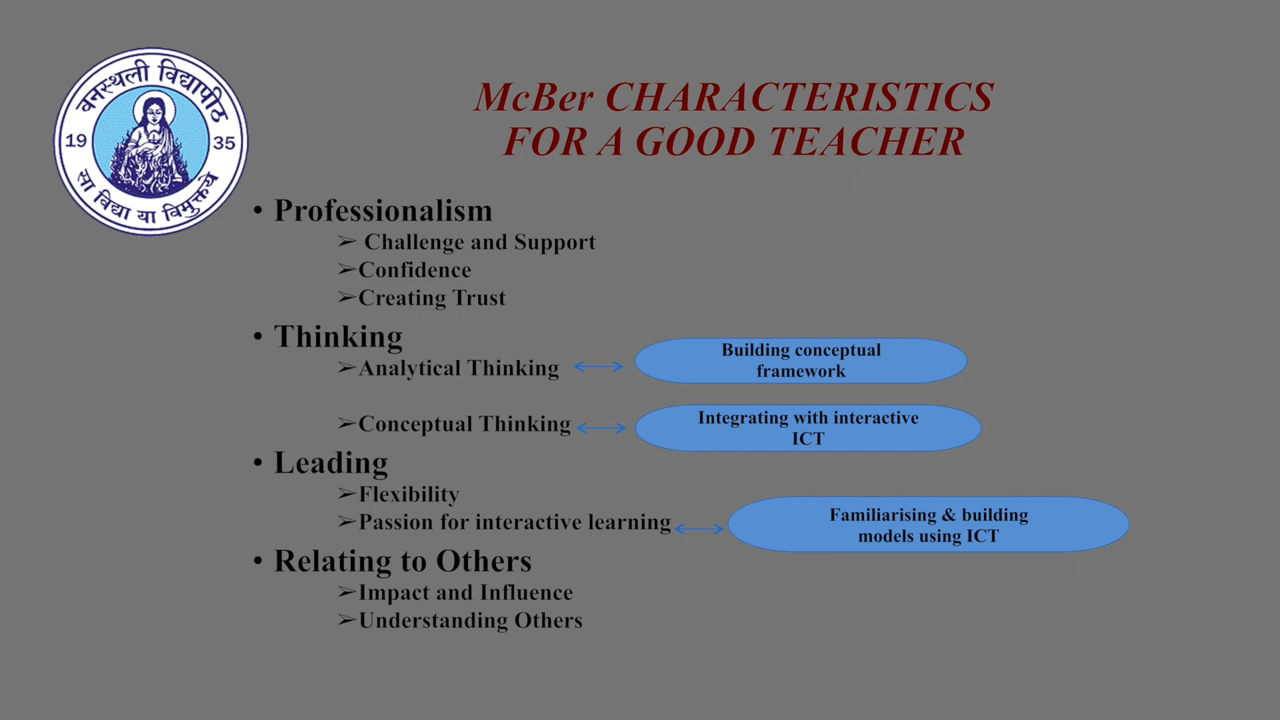 वनस्थली विद्यापीठ
19 35
सा विद्या या विमुक्तये
McBer CHARACTERISTICS
FOR A GOOD TEACHER
• Professionalism
➢ Challenge and Support
➢Confidence
➢Creating Trust
• Thinking
➢Analytical Thinking
Building conceptual
framework
➢Conceptual Thinking
Integrating with interactive
ICT
• Leading
➢Flexibility
➢Passion for interactive learning
Familiarising & building
models using ICT
• Relating to Others
➢Impact and Influence
➢Understanding Others